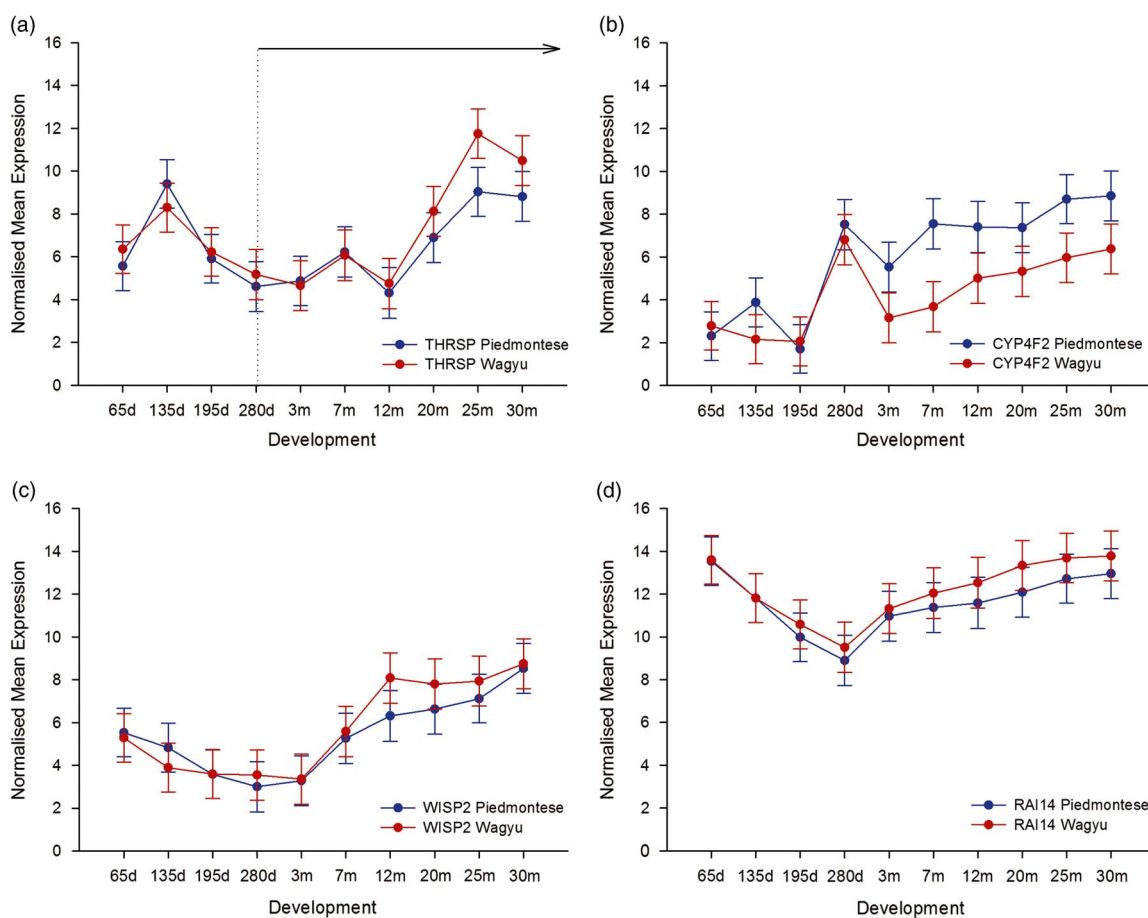 (a)
16
14
12
10
8
6
4
2
0
Normalised Mean Expression
THRSP Piedmontese
THRSP Wagyu
65d 135d 195d 280d 3m 7m 12m 20m 25m 30m
Development
(b)
16
14
12
10
8
6
4
2
0
Normalised Mean Expression
CYP4F2 Piedmontese
CYP4F2 Wagyu
65d 135d 195d 280d 3m 7m 12m 20m 25m 30m
Development
(c)
16
14
12
10
8
6
4
2
0
Normalised Mean Expression
WISP2 Piedmontese
WISP2 Wagyu
65d 135d 195d 280d 3m 7m 12m 20m 25m 30m
Development
(d)
16
14
12
10
8
6
4
2
0
Normalised Mean Expression
RAI14 Piedmontese
RAI14 Wagyu
65d 135d 195d 280d 3m 7m 12m 20m 25m 30m
Development